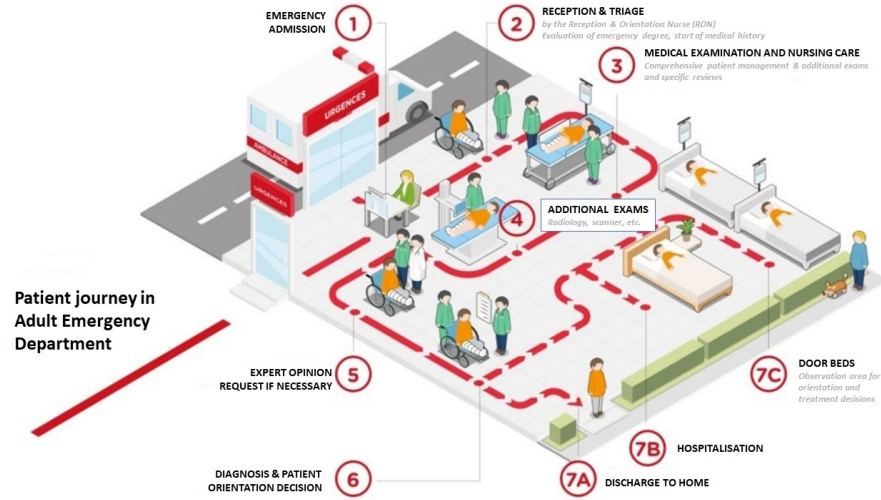 EMERGENCY
ADMISSION
1
2
RECEPTION & TRIAGE
by the Reception & Orientation Nurse (RON)
Evaluation of emergency degree, start of medical history
3
MEDICAL EXAMINATION AND NURSING CARE
Comprehensive patient management & additional exams
and specific reviews
URGENCES
AMBULANCE
URGENCES
4
ADDITIONAL EXAMS
Radiology, scanner, etc.
Patient journey in
Adult Emergency
Department
EXPERT OPINION
REQUEST IF NECESSARY
5
7C
DOOR BEDS
Observation area for
orientation and
treatment decisions
7B
HOSPITALISATION
DIAGNOSIS & PATIENT
ORIENTATION DECISION
6
7A
DISCHARGE TO HOME